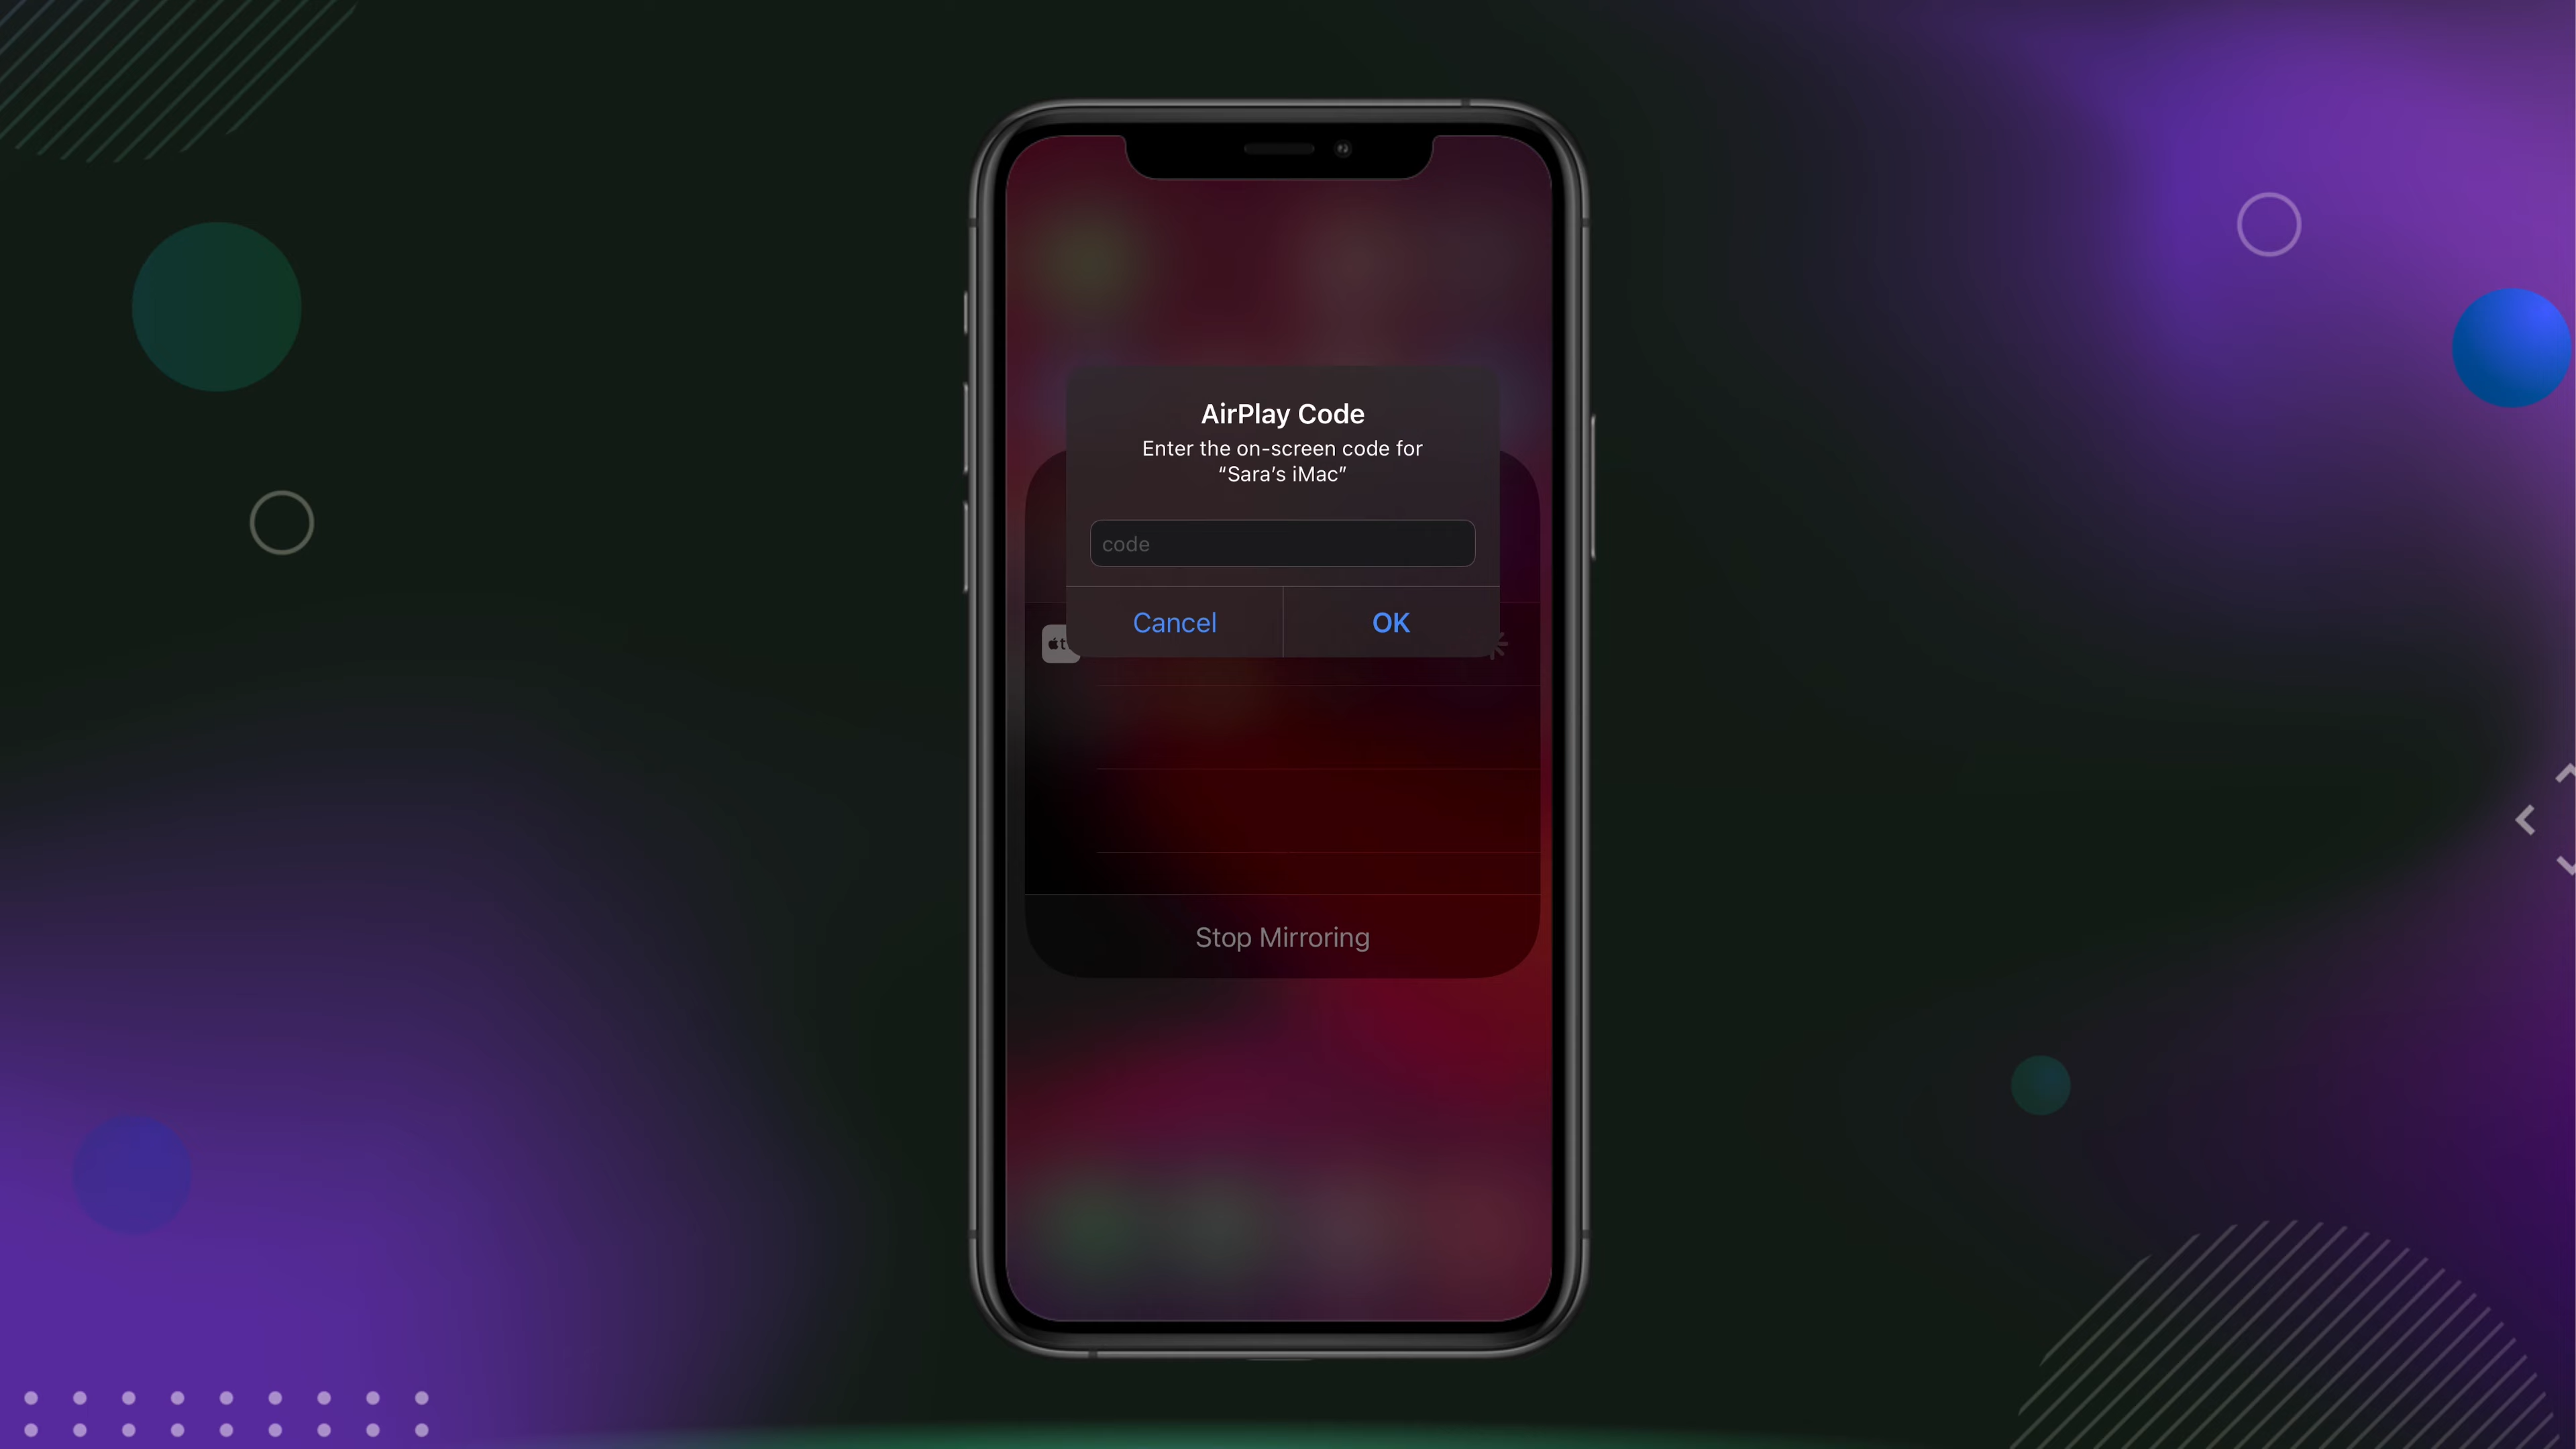 AirPlay Code
Enter the on-screen code for
“Sara’s iMac”
code
Cancel
OK
Stop Mirroring